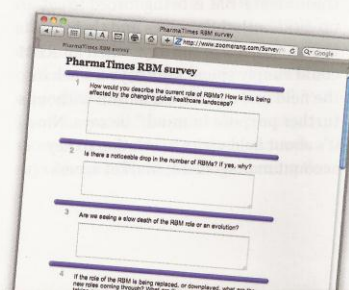 PharmaTimes RBM survey
http://www.zoomerang.com/Survey
Google
PharmaTimes RBM survey
PharmaTimes RBM survey
1 How would you describe the current role of RBMs? How is this being
affected by the changing global healthcare landscape?
2 Is there a noticeable drop in the number of RBMs? If yes, why?
3 Are we seeing a slow death of the RBM role or an evolution?
4 If the role of the RBM is being replaced, or downplayed, what are the
new roles coming through? What are